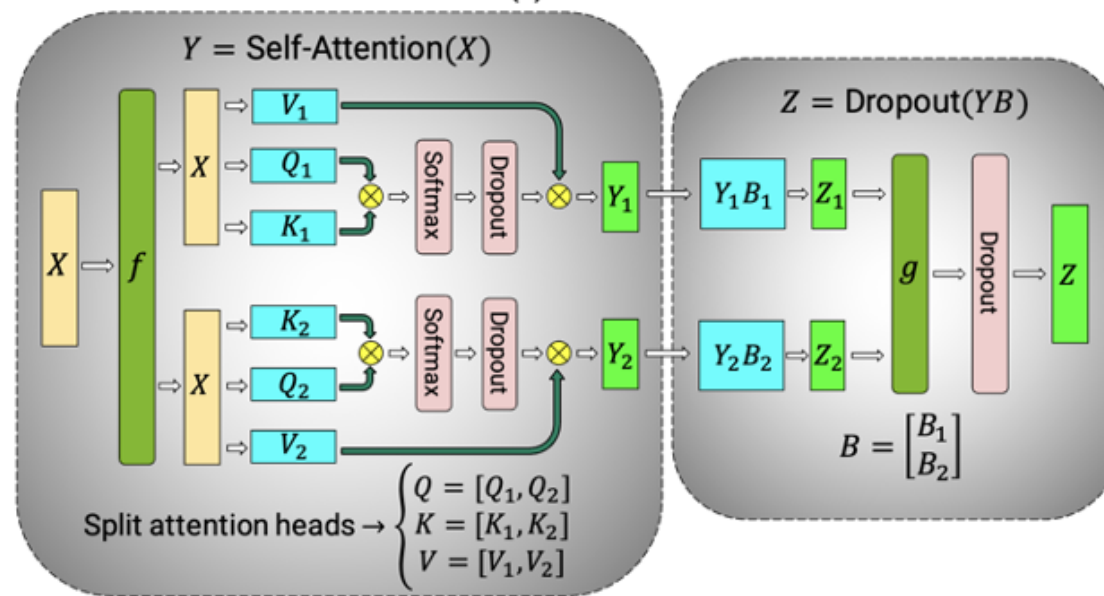 Y = Self-Attention(X)
X
f
X
V₁
Q₁
K₁
Softmax
Dropout
Y₁
X
K₂
Q₂
V₂
Softmax
Dropout
Y₂
Split attention heads →
Q = [Q₁, Q₂]
K = [K₁, K₂]
V = [V₁, V₂]
Z = Dropout(YB)
Y₁B₁
Z₁
Y₂B₂
Z₂
g
Dropout
Z
B = [B₁
B₂]